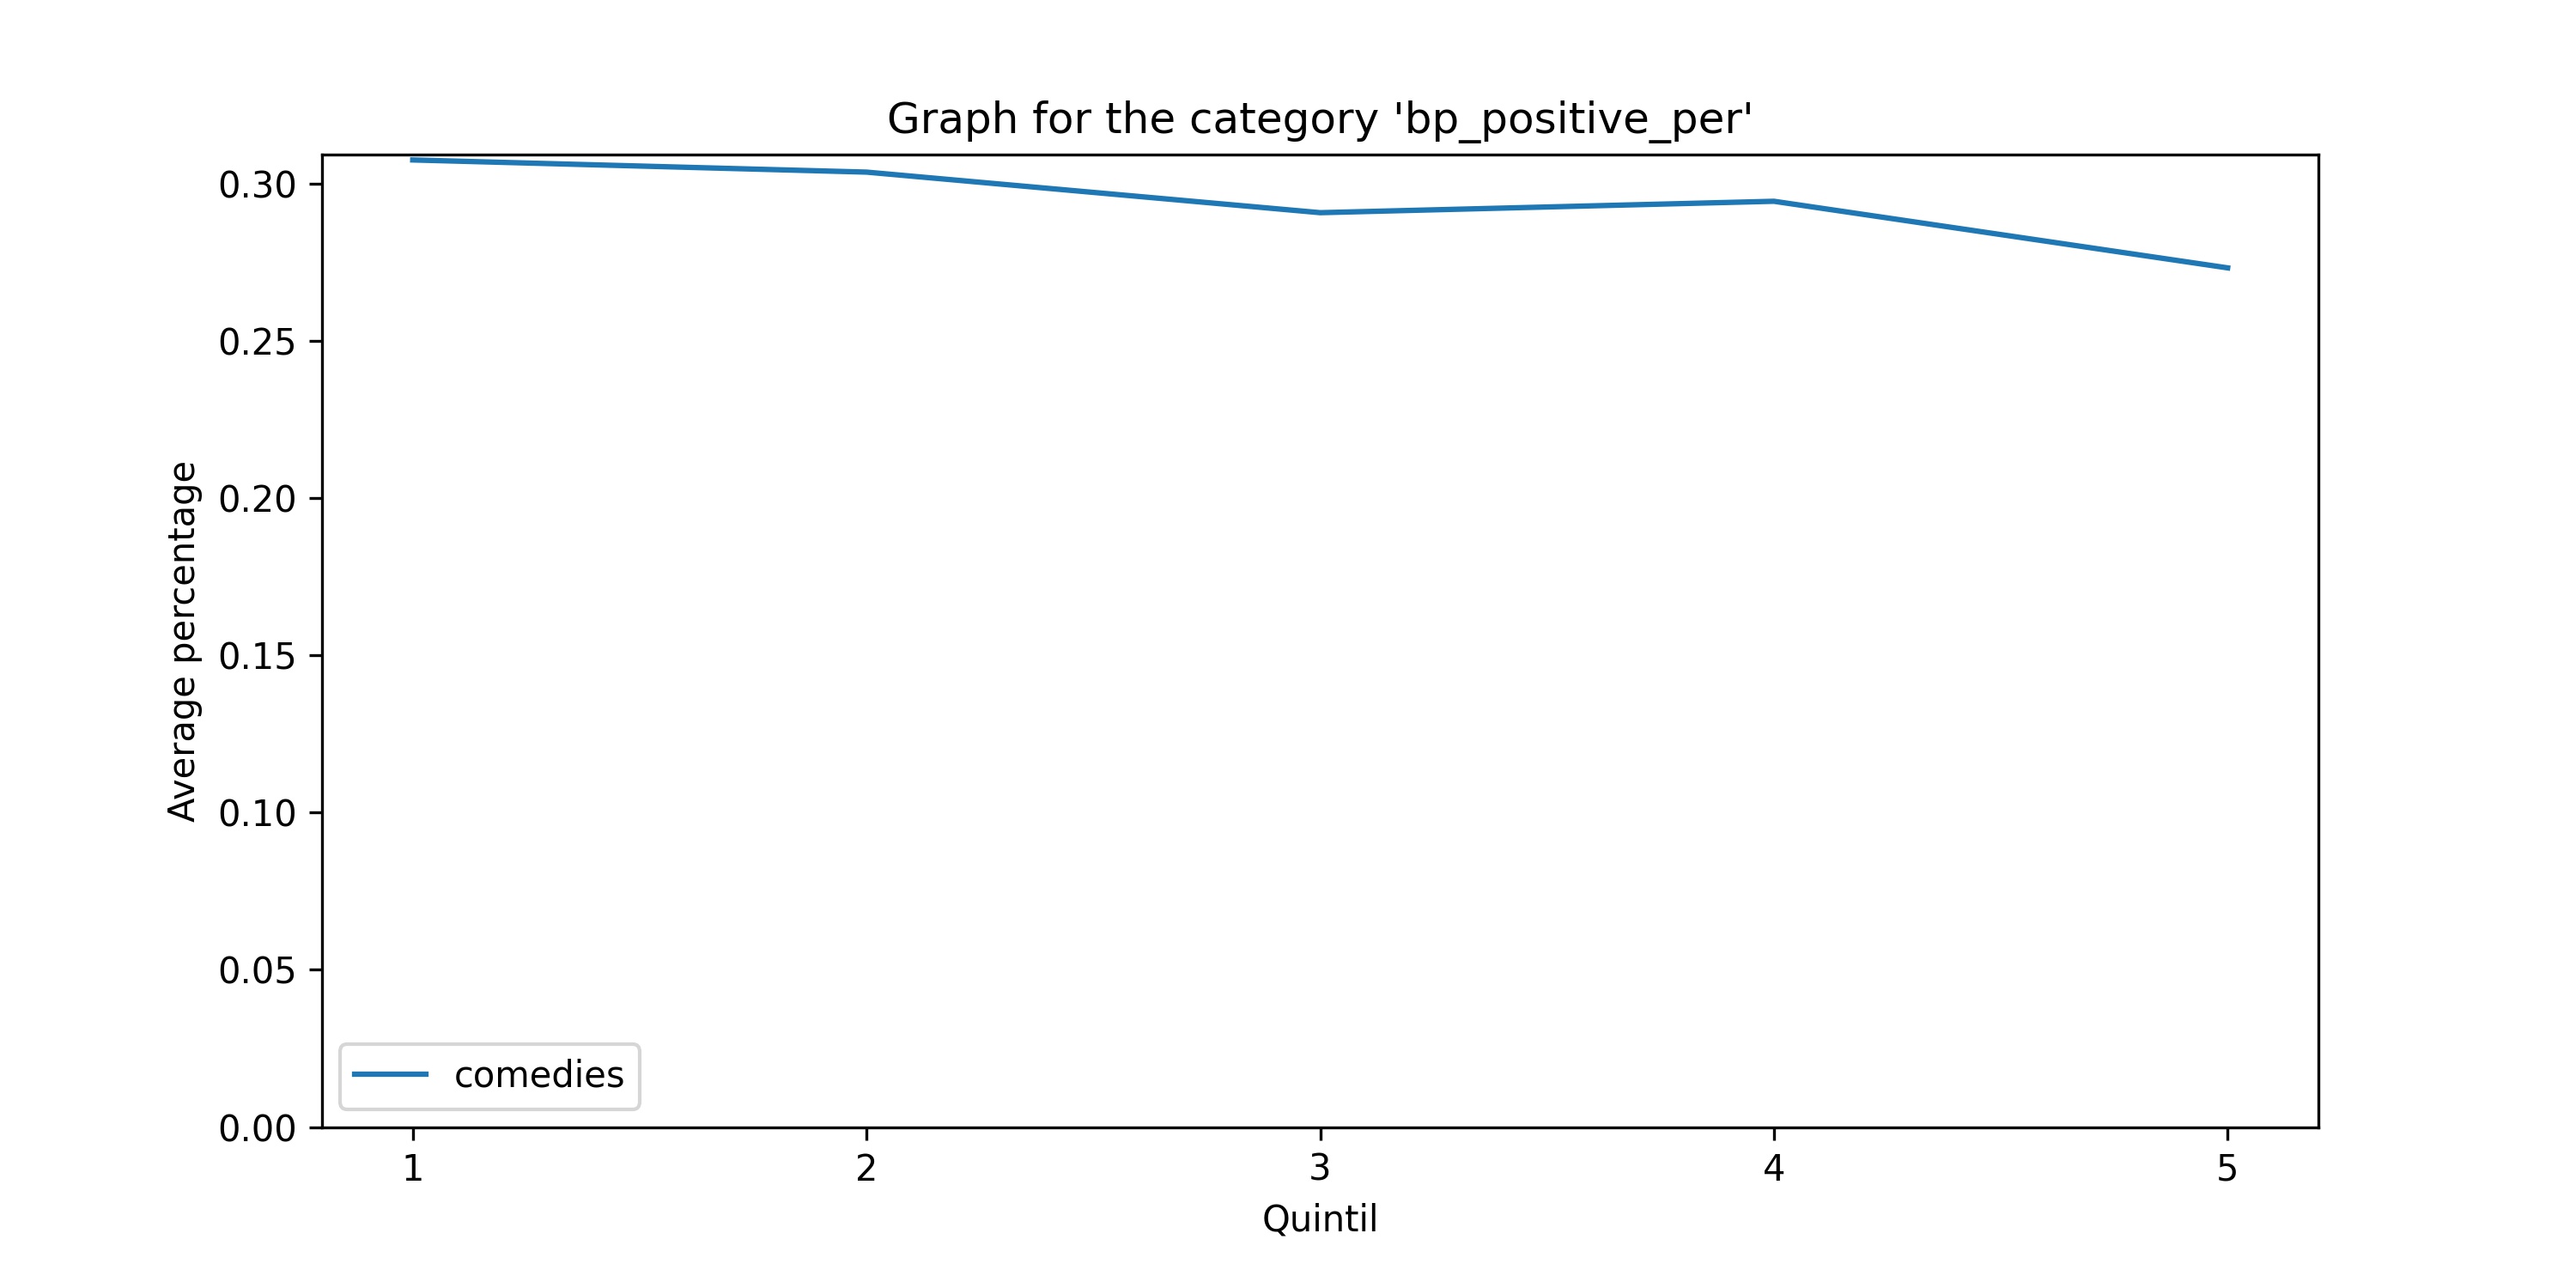 Graph for the category 'bp_positive_per'
Average percentage
0.30
0.25
0.20
0.15
0.10
0.05
0.00
comedies
1 2 3 4 5
Quintil